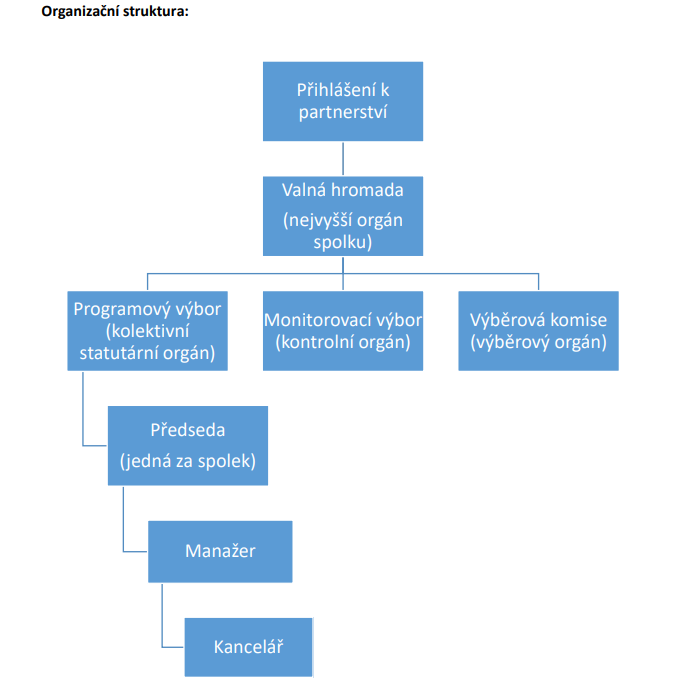 Organizační struktura:
Přihlášení k
partnerství
Valná hromada
(nejvyšší orgán
spolku)
Programový výbor
(kolektivní
statutární orgán)
Monitorovací výbor
(kontrolní orgán)
Výběrová komise
(výběrový orgán)
Předseda
(jedná za spolek)
Manažer
Kancelář